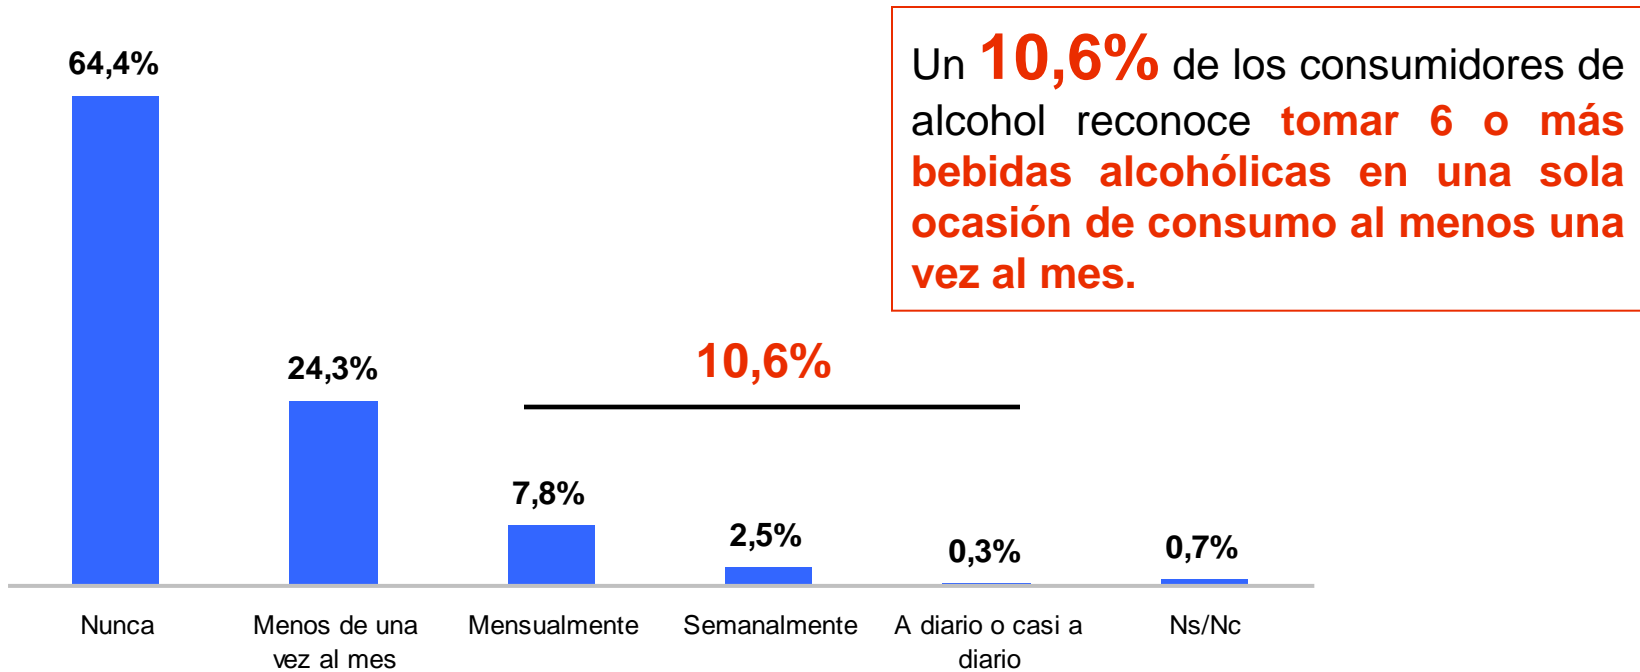 Un 10,6% de los consumidores de
alcohol reconoce tomar 6 o más
bebidas alcohólicas en una sola
ocasión de consumo al menos una
vez al mes.
64,4%
24,3%
10,6%
7,8%
2,5%
0,3%
0,7%
Nunca
Menos de una
vez al mes
Mensualmente
Semanalmente
A diario o casi a
diario
Ns/Nc